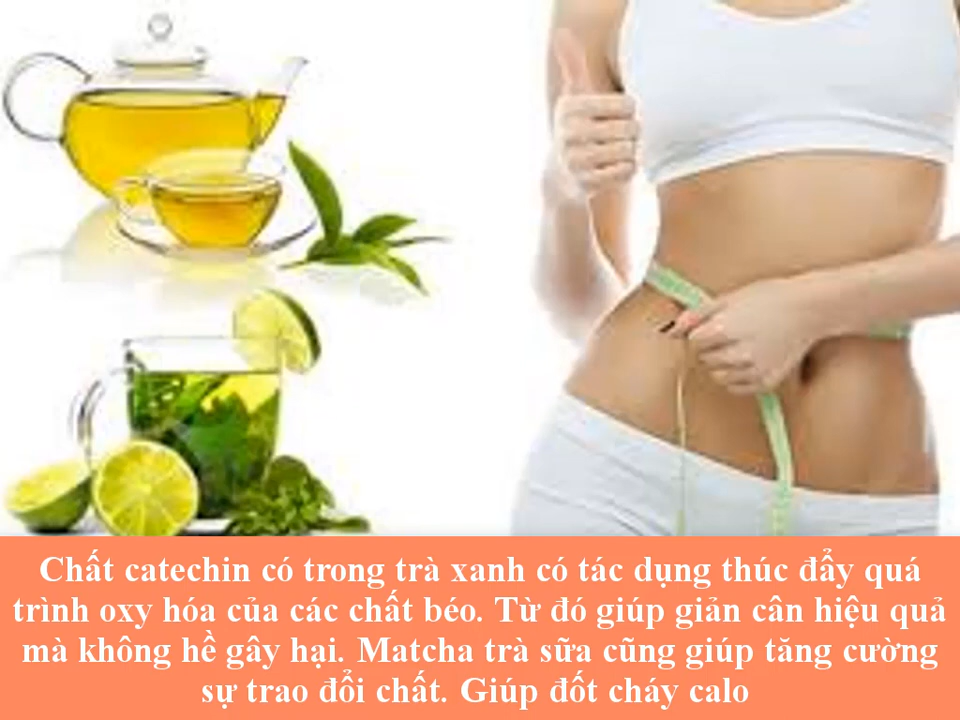 Chất catechin có trong trà xanh có tác dụng thúc đẩy quá
trình oxy hóa của các chất béo. Từ đó giúp giản cân hiệu quả
mà không hề gây hại. Matcha trà sữa cũng giúp tăng cường
sự trao đổi chất. Giúp đốt cháy calo